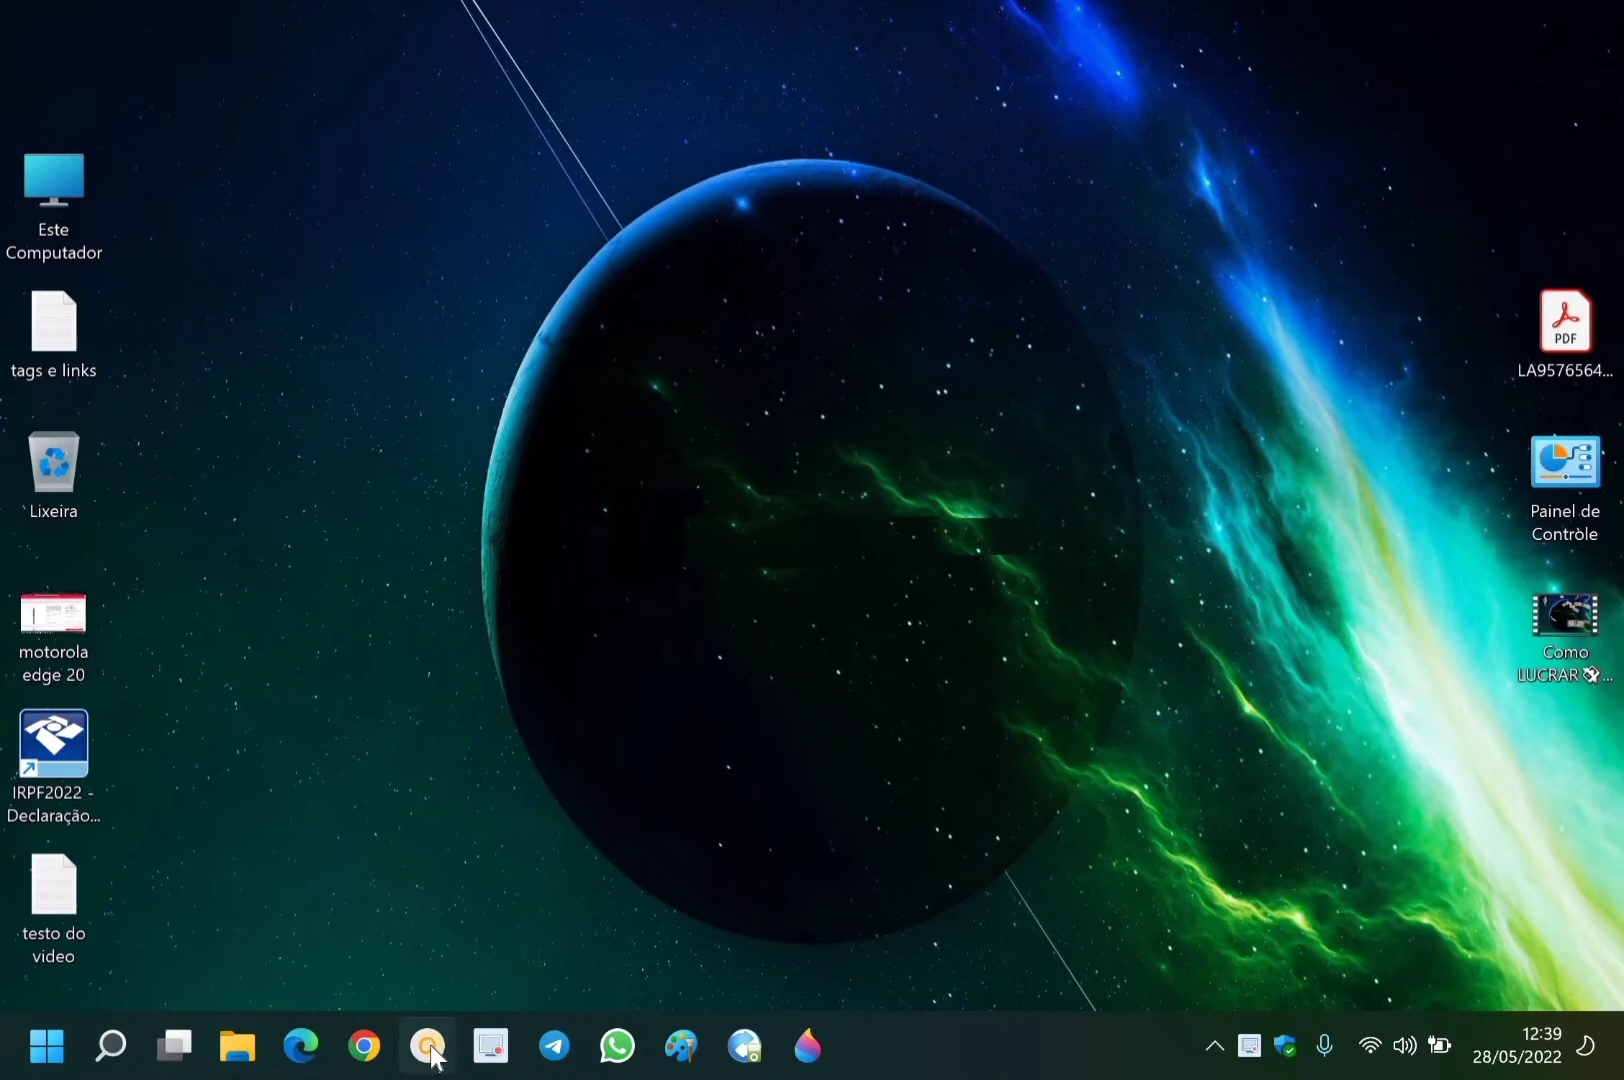 Este
Computador
tags e links
Lixeira
motorola
edge 20
IRPF2022 -
Declaração...
testo do
video
PDF
LA9576564...
Painel de
Controle
Como
LUCRAR ...
12:39
28/05/2022